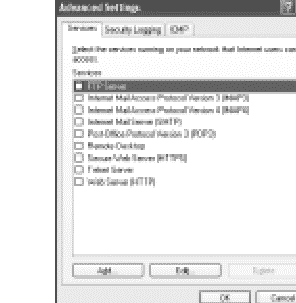 Advanced Settings
Services Security Logging ICMP
Select the services running on your network that Internet users can
access.
Services
FTP Server
Internet Mail Access Protocol Version 3 (IMAP3)
Internet Mail Access Protocol Version 4 (IMAP4)
Internet Mail Server (SMTP)
Post-Office Protocol Version 3 (POP3)
Remote Desktop
Secure Web Server (HTTPS)
Telnet Server
Web Server (HTTP)
Add... Edit... Delete
OK Cancel